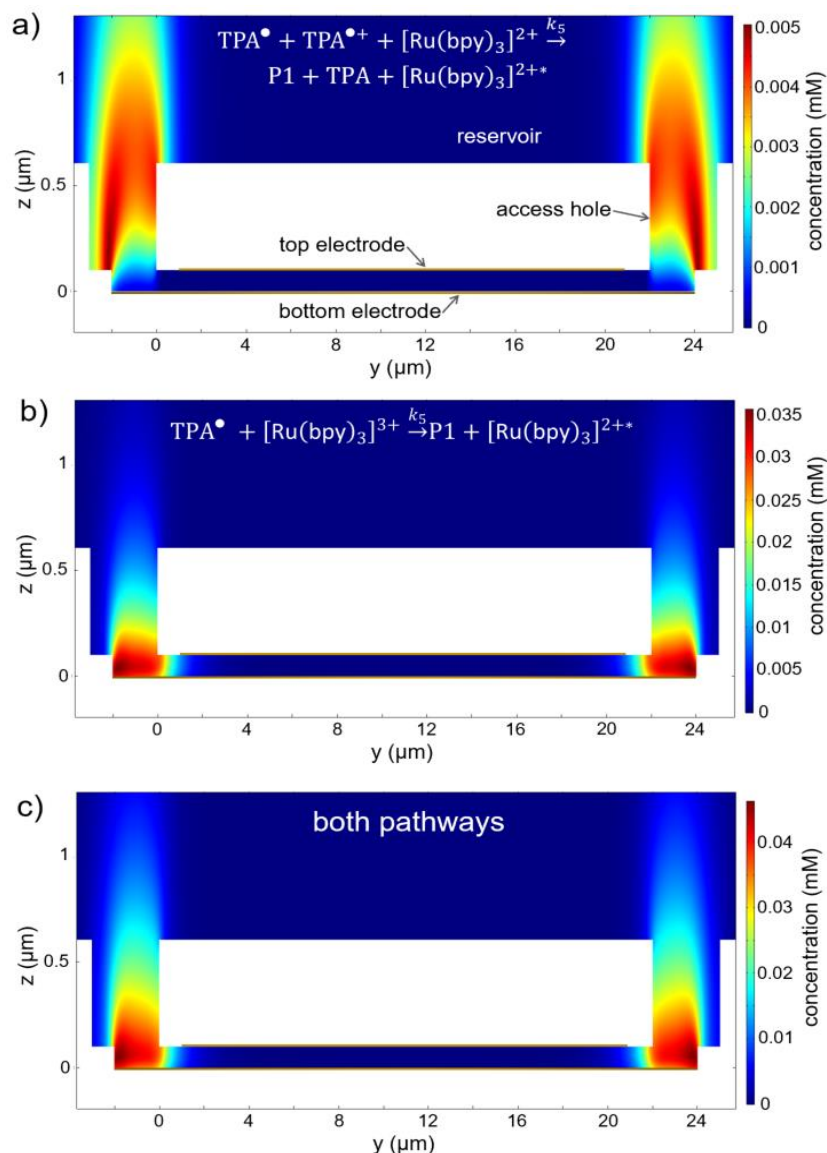 a)
TPA● + TPA●+ + [Ru(bpy)₃]²⁺ k₅→
P1 + TPA + [Ru(bpy)₃]²⁺*
reservoir
access hole
top electrode
bottom electrode
z (μm)
1
0.5
0
0 4 8 12 16 20 24
y (μm)
0.005
0.004
0.003
0.002
0.001
0
concentration (mM)
b)
TPA● + [Ru(bpy)₃]³⁺ k₅→ P1 + [Ru(bpy)₃]²⁺*
z (μm)
1
0.5
0
0 4 8 12 16 20 24
y (μm)
0.035
0.03
0.025
0.02
0.015
0.01
0.005
0
concentration (mM)
c)
both pathways
z (μm)
1
0.5
0
0 4 8 12 16 20 24
y (μm)
0.04
0.03
0.02
0.01
0
concentration (mM)